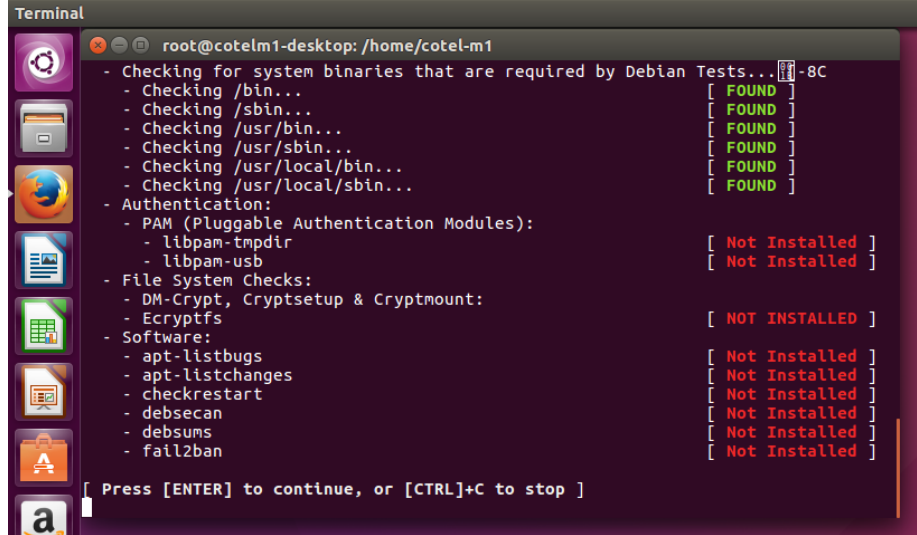 Terminal
root@cotelm1-desktop: /home/cotel-m1
- Checking for system binaries that are required by Debian Tests... -8C
- Checking /bin... [ FOUND ]
- Checking /sbin... [ FOUND ]
- Checking /usr/bin... [ FOUND ]
- Checking /usr/sbin... [ FOUND ]
- Checking /usr/local/bin... [ FOUND ]
- Checking /usr/local/sbin... [ FOUND ]
- Authentication:
- PAM (Pluggable Authentication Modules):
- libpam-tmpdir [ Not Installed ]
- libpam-usb [ Not Installed ]
- File System Checks:
- DM-Crypt, Cryptsetup & Cryptmount:
- Ecryptfs [ NOT INSTALLED ]
- Software:
- apt-listbugs [ Not Installed ]
- apt-listchanges [ Not Installed ]
- checkrestart [ Not Installed ]
- debsecan [ Not Installed ]
- debsums [ Not Installed ]
- fail2ban [ Not Installed ]
[ Press [ENTER] to continue, or [CTRL]+C to stop ]